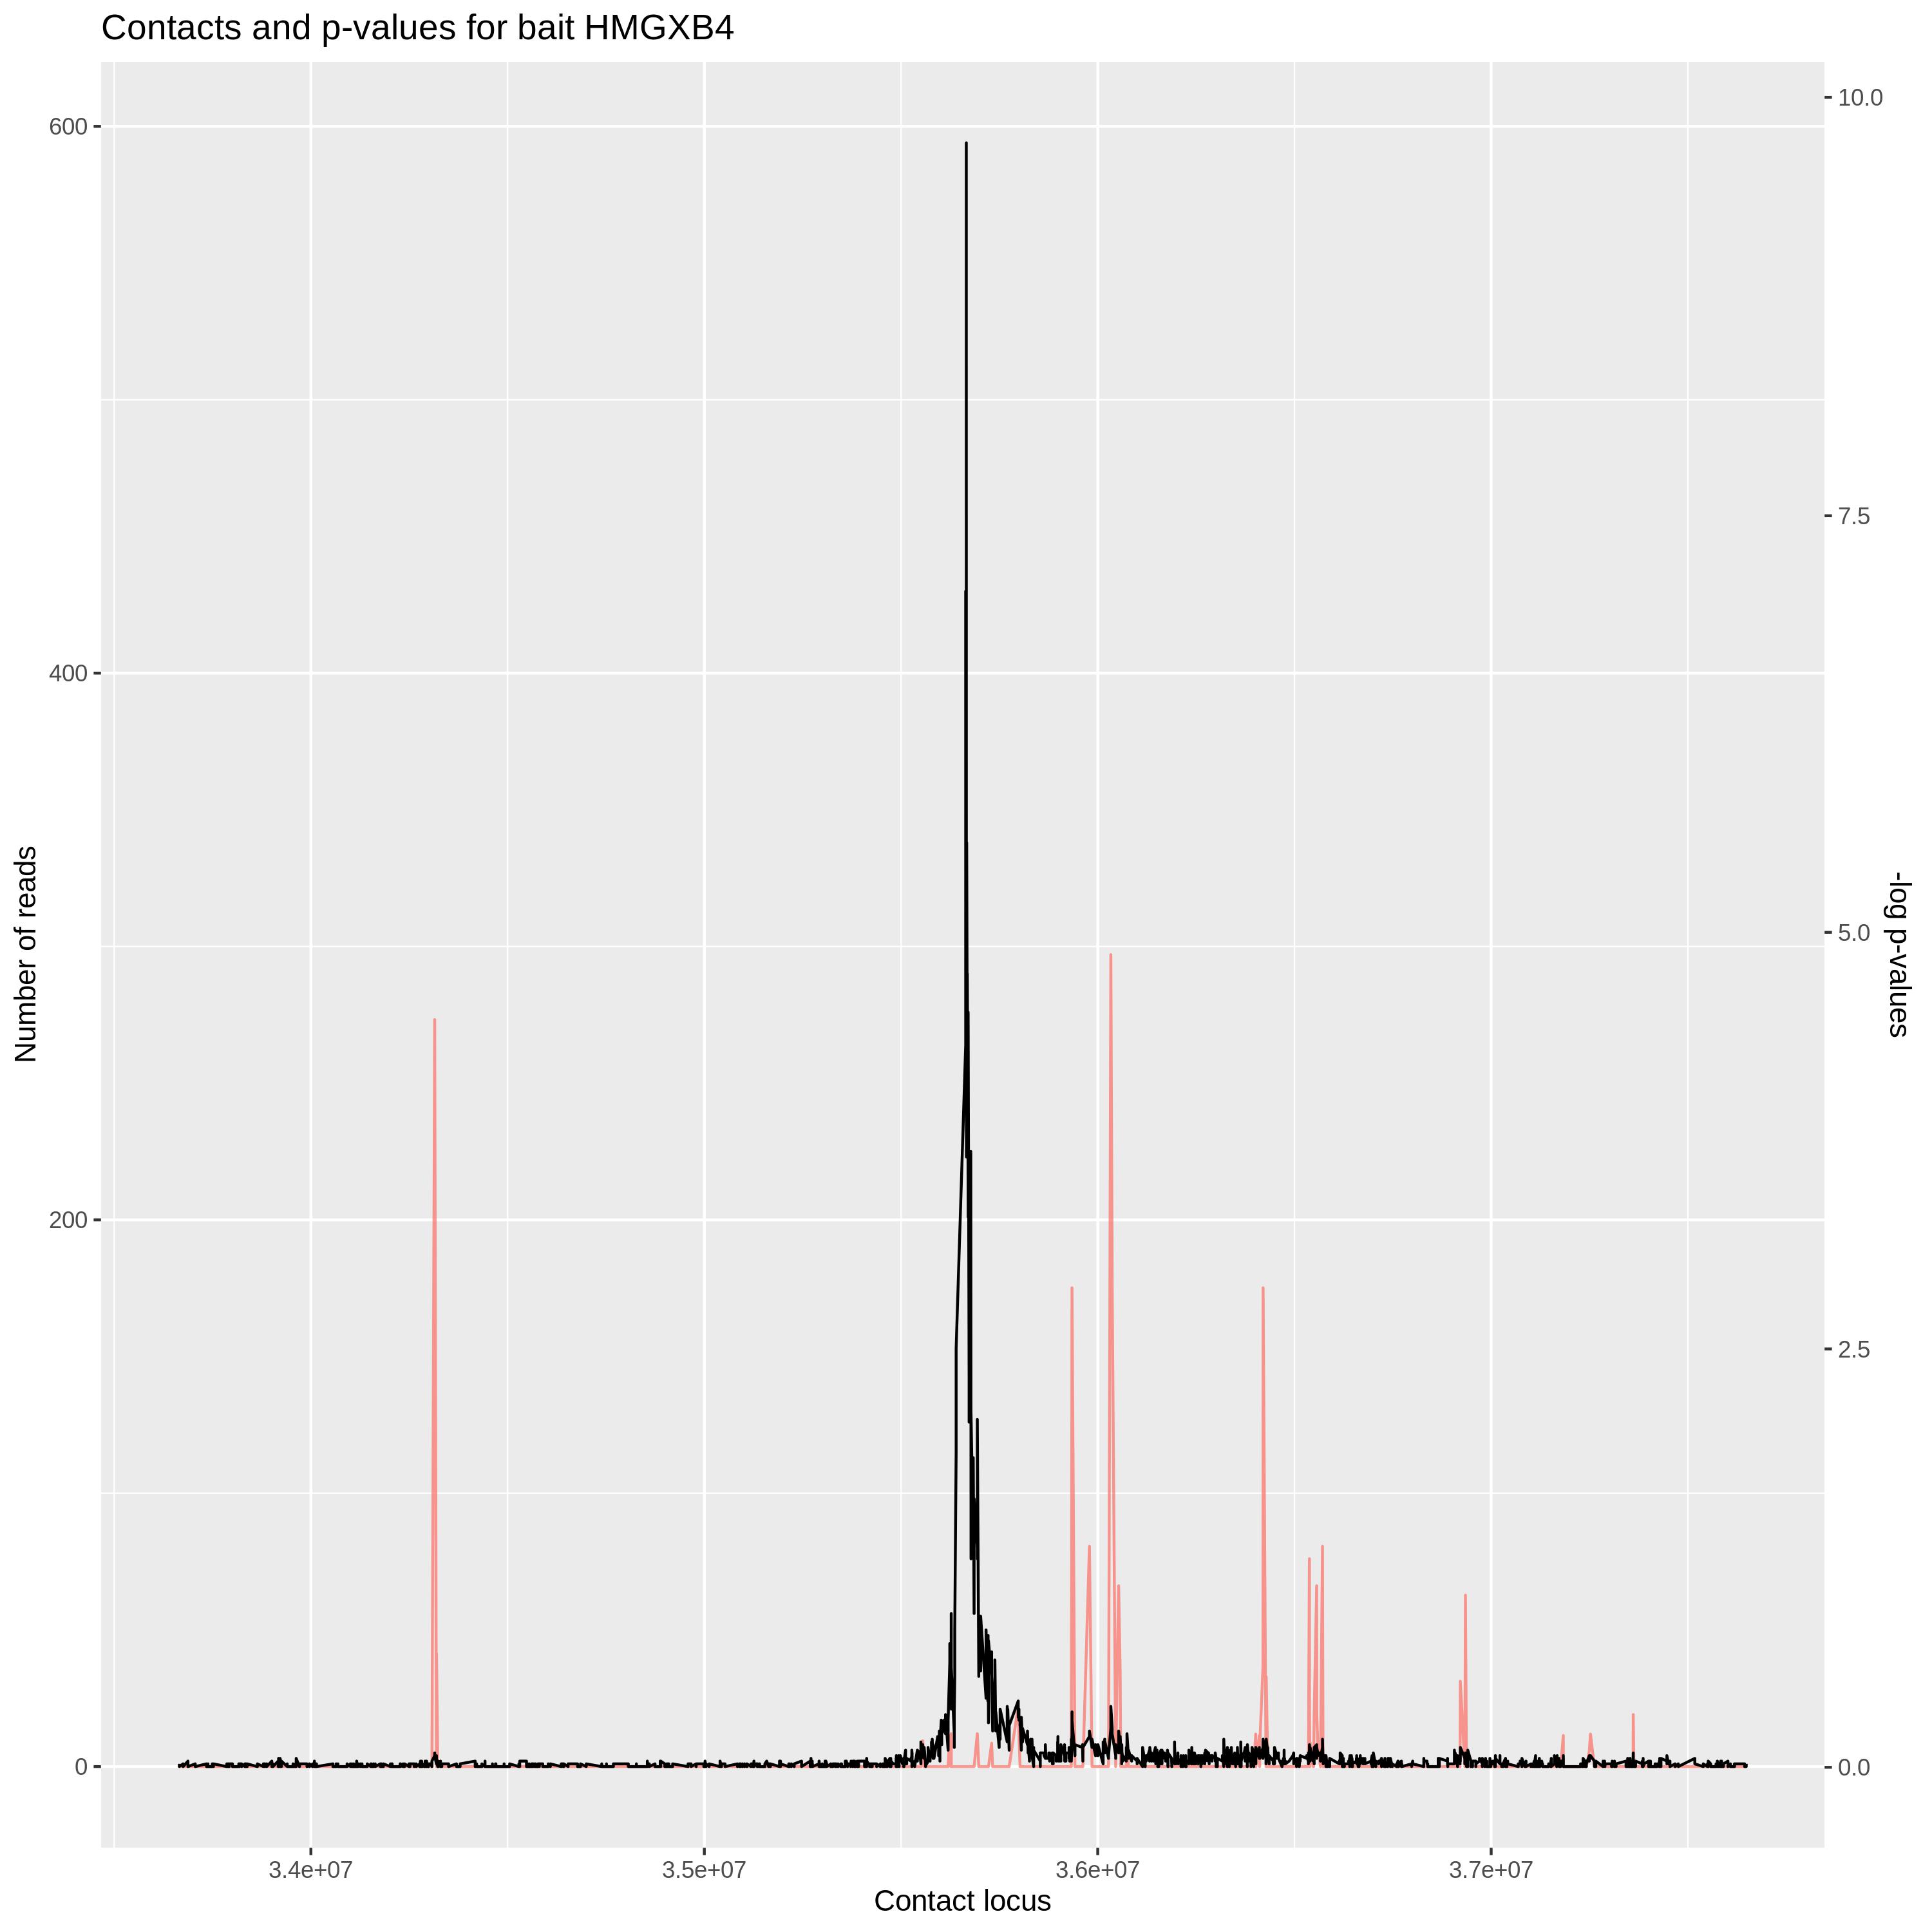 Contacts and p-values for bait HMGXB4
600
400
200
0
Number of reads
10.0
7.5
5.0
2.5
0.0
-log p-values
3.4e+07
3.5e+07
3.6e+07
3.7e+07
Contact locus